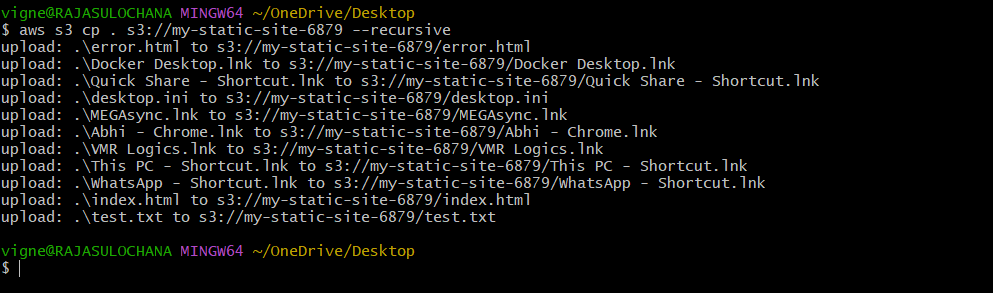 vigne@RAJASULOCHANA MINGW64 ~/OneDrive/Desktop
$ aws s3 cp . s3://my-static-site-6879 --recursive
upload: .\error.html to s3://my-static-site-6879/error.html
upload: .\Docker Desktop.lnk to s3://my-static-site-6879/Docker Desktop.lnk
upload: .\Quick Share - Shortcut.lnk to s3://my-static-site-6879/Quick Share - Shortcut.lnk
upload: .\desktop.ini to s3://my-static-site-6879/desktop.ini
upload: .\MEGAsync.lnk to s3://my-static-site-6879/MEGAsync.lnk
upload: .\Abhi - Chrome.lnk to s3://my-static-site-6879/Abhi - Chrome.lnk
upload: .\VMR Logics.lnk to s3://my-static-site-6879/VMR Logics.lnk
upload: .\This PC - Shortcut.lnk to s3://my-static-site-6879/This PC - Shortcut.lnk
upload: .\WhatsApp - Shortcut.lnk to s3://my-static-site-6879/WhatsApp - Shortcut.lnk
upload: .\index.html to s3://my-static-site-6879/index.html
upload: .\test.txt to s3://my-static-site-6879/test.txt
vigne@RAJASULOCHANA MINGW64 ~/OneDrive/Desktop
$